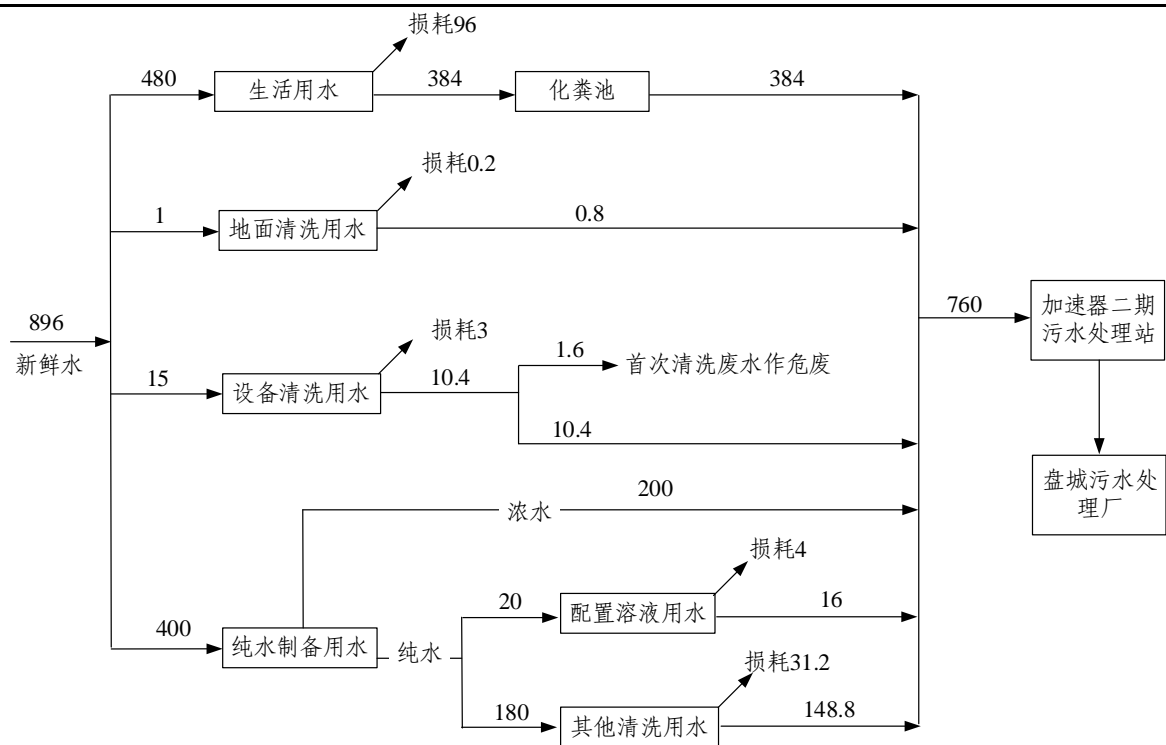 损耗96
480
生活用水
384
化粪池
384
损耗0.2
1
地面清洗用水
0.8
896
新鲜水
760
加速器二期
污水处理站
损耗3
15
设备清洗用水
10.4
1.6
首次清洗废水作危废
10.4
盘城污水处
理厂
200
浓水
损耗4
400
纯水制备用水
纯水
20
配置溶液用水
16
损耗31.2
180
其他清洗用水
148.8